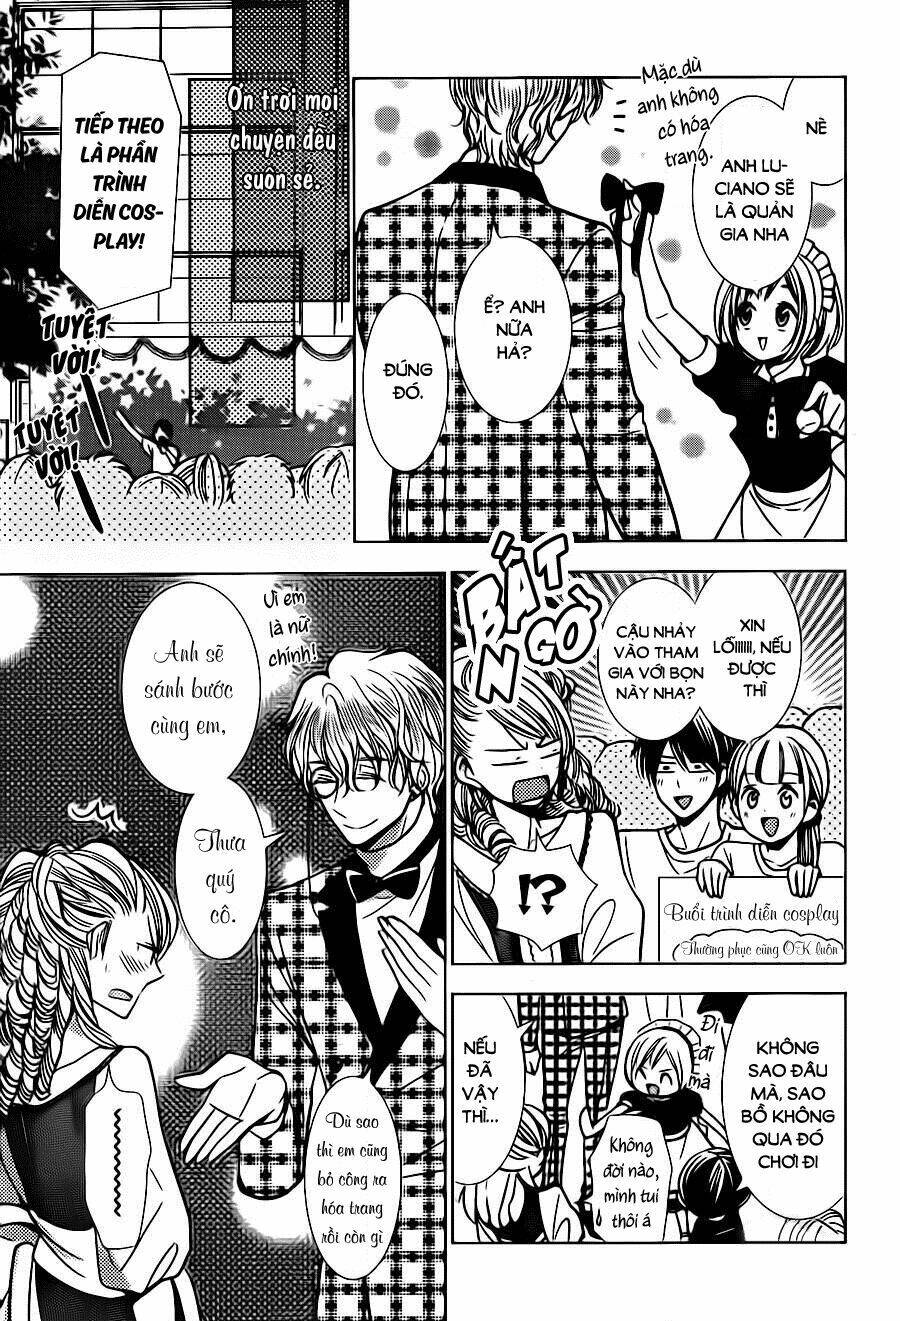 NÈ
ANH LU-
CIANO SẼ
LÀ QUẢN
GIA NHA
Mặc dù
anh không
có hóa
trang.
Ể? ANH
NỮA
HẢ?
ĐÚNG
ĐÓ.
Ơn trời mọi
chuyện đều
suôn sẻ.
TIẾP THEO
LÀ PHẦN
TRÌNH
DIỄN COS-
PLAY!
TUYỆT
VỜI!
TUYỆT
VỜI!
XIN
LỖIIIIII, NẾU
ĐƯỢC
THÌ
CẬU NHẢY
VÀO THAM
GIA VỚI BỌN
NÀY NHA?
BẤT
NGỜ
!?
Buổi trình diễn cosplay
(Thường phục cũng OK luôn
KHÔNG
SAO ĐÂU
MÀ, SAO
BỒ KHÔNG
QUA ĐÓ
CHƠI ĐI
Đi
đi
mà
Không
đời nào,
mình tui
thôi á
NẾU
ĐÃ
VẬY
THÌ...
Vì em
là nữ
chính!
Anh sẽ
sánh bước
cùng em,
Thưa
quý
cô.
Dù sao
thì em cũng
bỏ công ra
hóa trang
rồi còn gì